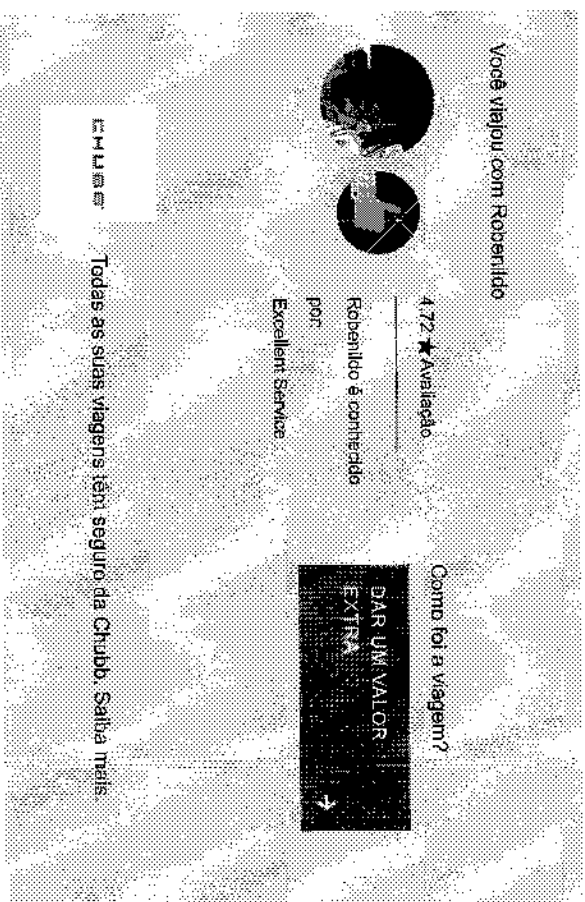 Você viajou com Robenildo
4.72 ★ Avaliação
Robenildo é conhecido
por:
Excellent Service
Como foi a viagem?
DAR UM VALOR
EXTRA
CHUBB
Todas as suas viagens têm seguro da Chubb. Saiba mais.